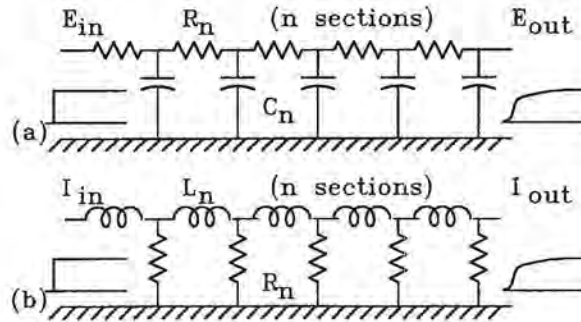 E_in R_n (n sections) E_out
C_n
(a)
I_in L_n (n sections) I_out
R_n
(b)